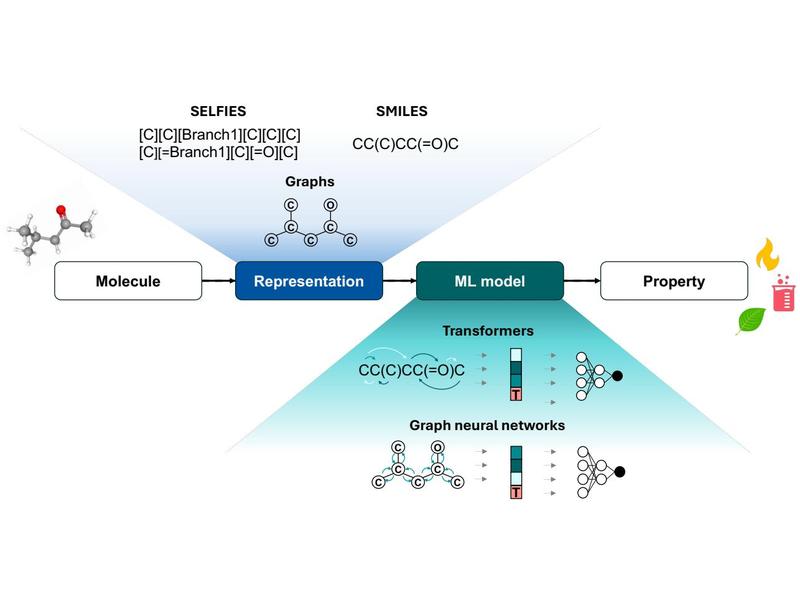 SELFIES
[C][C][Branch1][C][C][C]
[C][=Branch1][C][=O][C]
SMILES
CC(C)CC(=O)C
Graphs
C O
C C
C C C
Molecule
Representation
ML model
Property
Transformers
CC(C)CC(=O)C
T
Graph neural networks
C O
C C
C C C
T